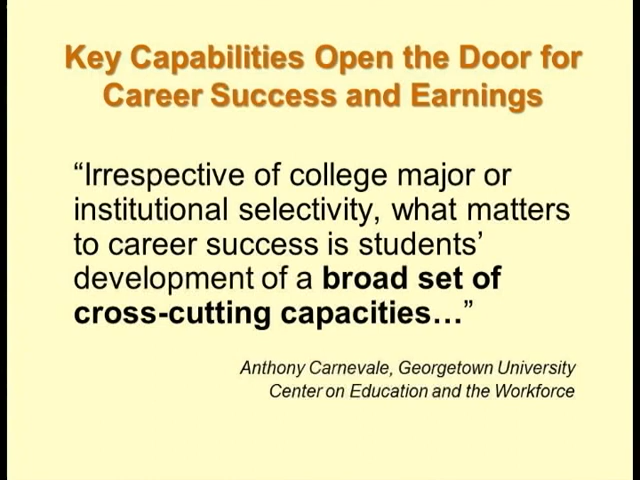 Key Capabilities Open the Door for
Career Success and Earnings
“Irrespective of college major or
institutional selectivity, what matters
to career success is students’
development of a broad set of
cross-cutting capacities…”
Anthony Carnevale, Georgetown University
Center on Education and the Workforce